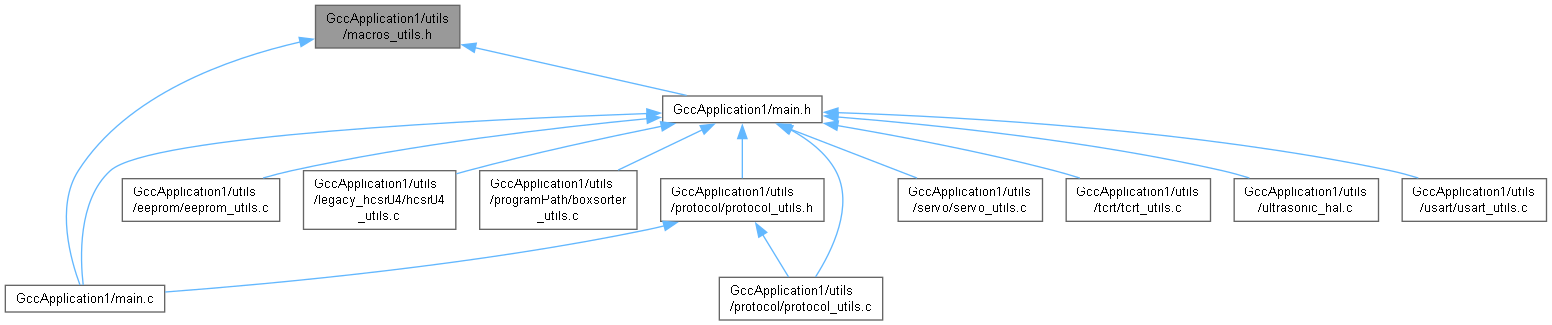 GccApplication1/utils
/macros_utils.h
GccApplication1/main.h
GccApplication1/utils
/eeprom/eeprom_utils.c
GccApplication1/utils
/legacy_hcsr04/hcsr04
_utils.c
GccApplication1/utils
/programPath/boxsorter
_utils.c
GccApplication1/utils
/protocol/protocol_utils.h
GccApplication1/utils
/servo/servo_utils.c
GccApplication1/utils
/tcrt/tcrt_utils.c
GccApplication1/utils
/ultrasonic_hal.c
GccApplication1/utils
/usart/usart_utils.c
GccApplication1/main.c
GccApplication1/utils
/protocol/protocol_utils.c